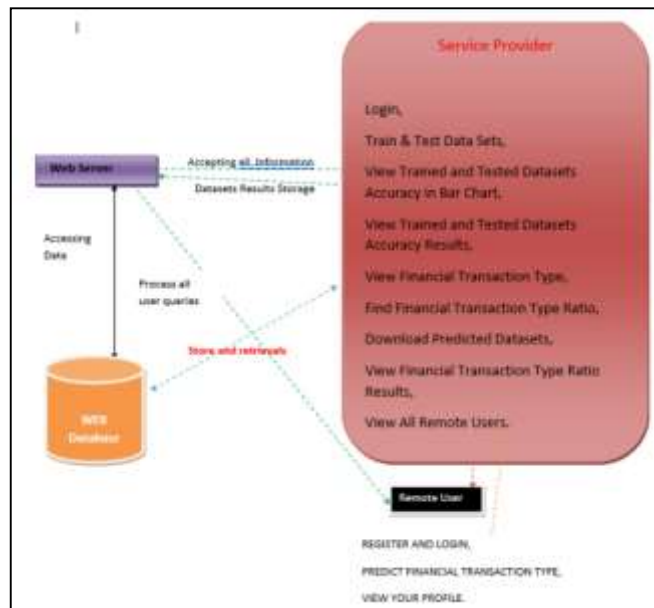 Service Provider
Login,
Train & Test Data Sets,
View Trained and Tested Datasets
Accuracy in Bar Chart,
View Trained and Tested Datasets
Accuracy Results,
View Financial Transaction Type,
Find Financial Transaction Type Ratio,
Download Predicted Datasets,
View Financial Transaction Type Ratio
Results,
View All Remote Users.
Web Server
Accepting all Information
Datasets Results Storage
Accessing
Data
Process all
user queries
Store and retrievals
WEB
Database
Remote User
REGISTER AND LOGIN,
PREDICT FINANCIAL TRANSACTION TYPE,
VIEW YOUR PROFILE.